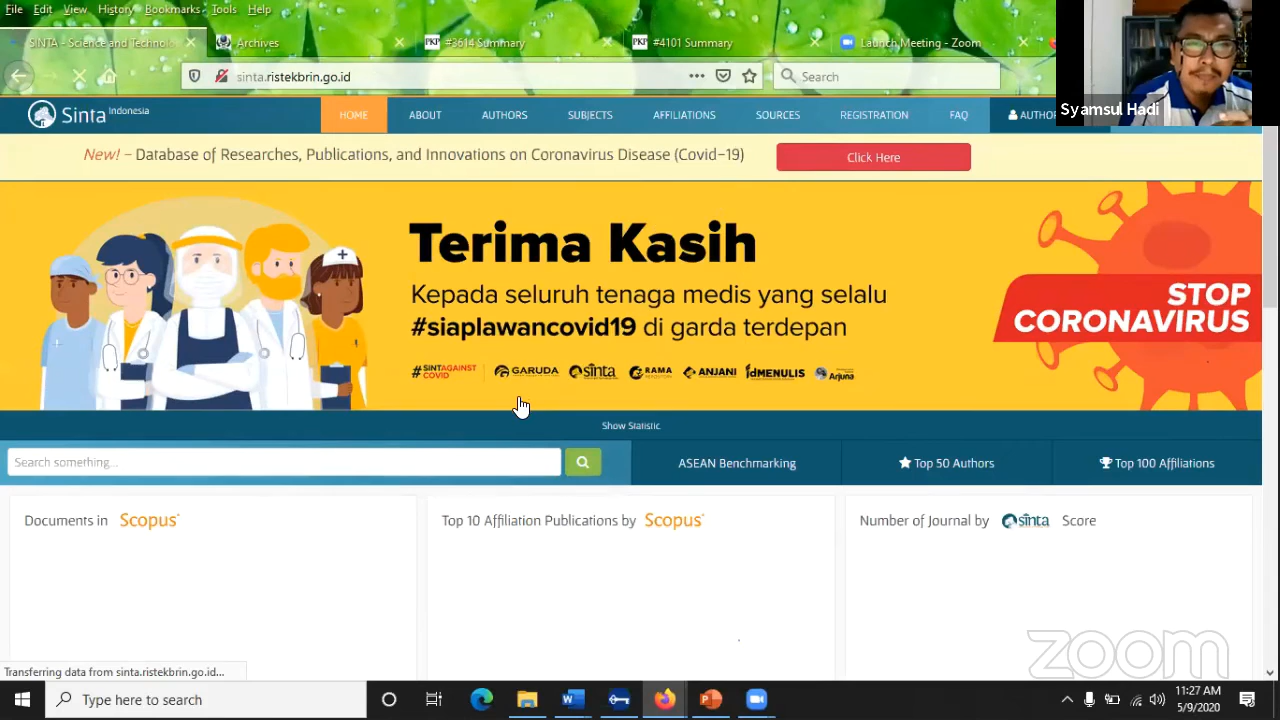 File Edit View History Bookmarks Tools Help
SINTA - Science and Technolo
Archives
PKP #3614 Summary
PKP #4101 Summary
Launch Meeting - Zoom
sinta.ristekbrin.go.id
Search
Syamsul Hadi
Sinta Indonesia
HOME ABOUT AUTHORS SUBJECTS AFFILIATIONS SOURCES REGISTRATION FAQ AUTHO
New! - Database of Researches, Publications, and Innovations on Coronavirus Disease (Covid-19)
Click Here
Terima Kasih
Kepada seluruh tenaga medis yang selalu
#siaplawancovid19 di garda terdepan
STOP
CORONAVIRUS
#SINTAGAINST COVID
GARUDA sinta RAMA ANJANI idMENULIS Arjuna
Show Statistic
Search something...
ASEAN Benchmarking
Top 50 Authors
Top 100 Affiliations
Documents in Scopus
Top 10 Affiliation Publications by Scopus
Number of Journal by sinta Score
zoom
Transferring data from sinta.ristekbrin.go.id...
Type here to search
11:27 AM
5/9/2020